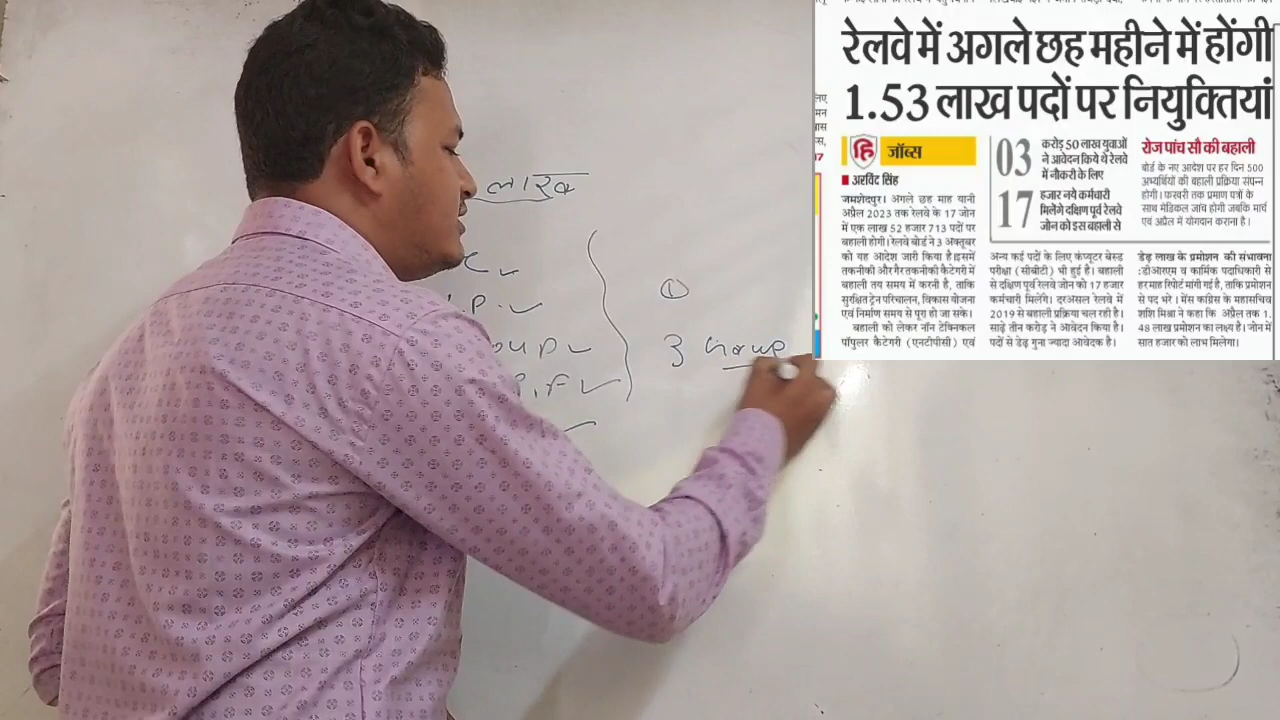 लाख
C
.P.
oup
P.F
①
3 Group
रेलवे में अगले छह महीने में होंगी
1.53 लाख पदों पर नियुक्तियां
हि जॉब्स
अरविंद सिंह
जमशेदपुर। अगले छह माह यानी
अप्रैल 2023 तक रेलवे के 17 जोन
में एक लाख 52 हजार 713 पदों पर
बहाली होगी। रेलवे बोर्ड ने 3 अक्तूबर
को यह आदेश जारी किया है।इसमें
तकनीकी और गैर तकनीकी कैटेगरी में
बहाली तय समय में करनी है, ताकि
सुरक्षित ट्रेन परिचालन, विकास योजना
एवं निर्माण समय से पूरा हो जा सके।
बहाली को लेकर नॉन टेक्निकल
पॉपुलर कैटेगरी (एनटीपीसी) एवं
03
करोड़ 50 लाख युवाओं
ने आवेदन किये थे रेलवे
में नौकरी के लिए
17
हजार नये कर्मचारी
मिलेंगे दक्षिण पूर्व रेलवे
जोन को इस बहाली से
अन्य कई पदों के लिए कंप्यूटर बेस्ड
परीक्षा (सीबीटी) भी हुई है। बहाली
से दक्षिण पूर्व रेलवे जोन को 17 हजार
कर्मचारी मिलेंगे। दरअसल रेलवे में
2019 से बहाली प्रक्रिया चल रही है।
साढ़े तीन करोड़ ने आवेदन किया है।
पदों से डेढ़ गुना ज्यादा आवेदक है।
रोज पांच सौ की बहाली
बोर्ड के नए आदेश पर हर दिन 500
अभ्यर्थियों की बहाली प्रक्रिया संपन्न
होगी। फरवरी तक प्रमाण पत्रों के
साथ मेडिकल जांच होगी जबकि मार्च
एवं अप्रैल में योगदान कराना है।
डेढ़ लाख के प्रमोशन की संभावना
:डीआरएम व कार्मिक पदाधिकारी से
हर माह रिपोर्ट मांगी गई है, ताकि प्रमोशन
से पद भरे। मेंस कांग्रेस के महासचिव
शशि मिश्रा ने कहा कि अप्रैल तक 1.
48 लाख प्रमोशन का लक्ष्य है। जोन में
सात हजार को लाभ मिलेगा।